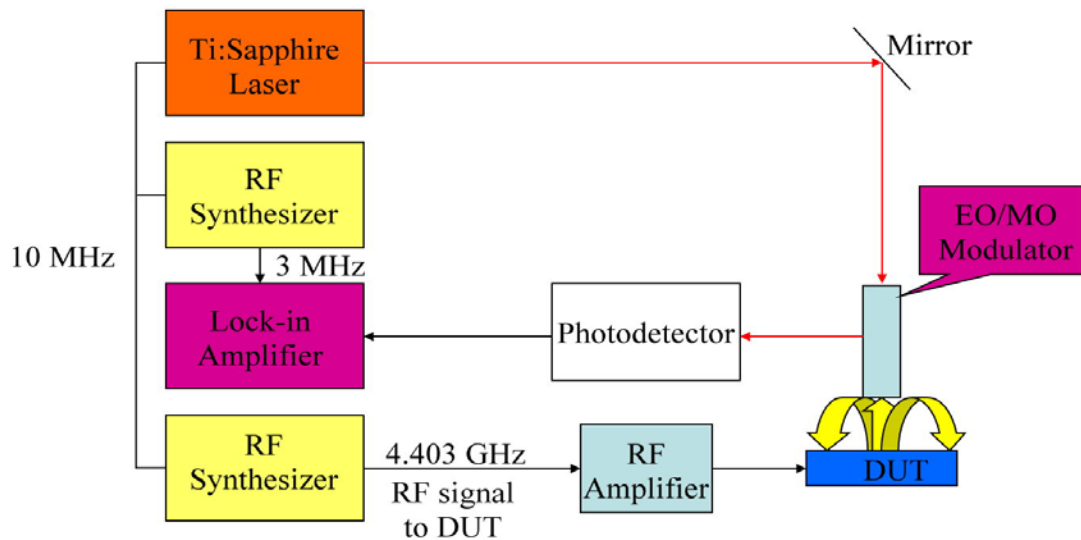 Ti:Sapphire
Laser
Mirror
RF
Synthesizer
EO/MO
Modulator
10 MHz
3 MHz
Lock-in
Amplifier
Photodetector
RF
Synthesizer
4.403 GHz
RF signal
to DUT
RF
Amplifier
DUT